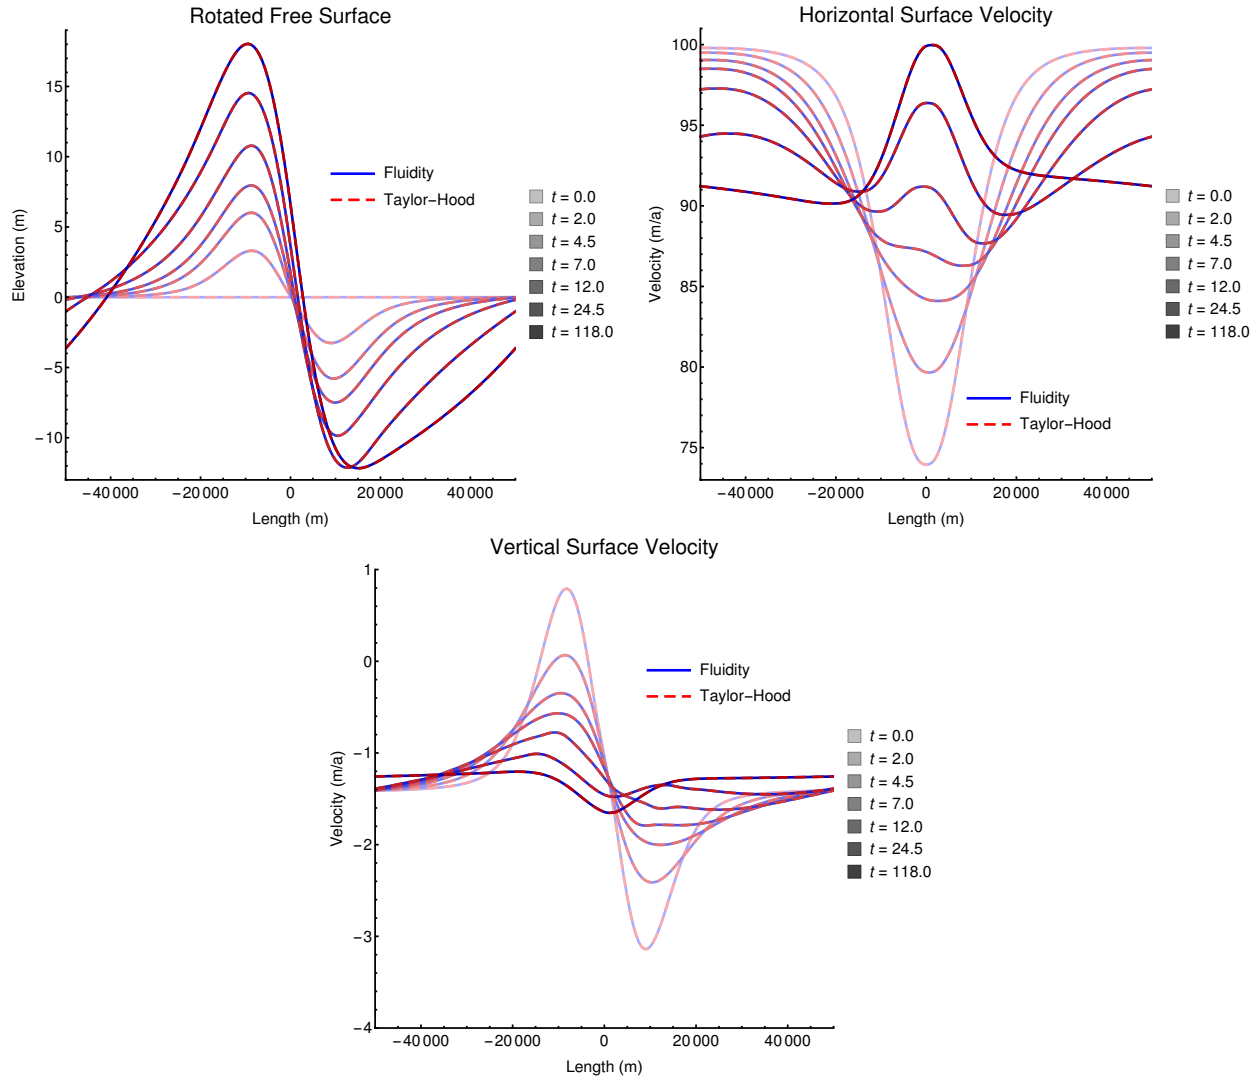 Rotated Free Surface
15
10
5
0
−5
−10
Elevation (m)
−40 000
−20 000
0
20 000
40 000
Length (m)
Fluidity
Taylor−Hood
t = 0.0
t = 2.0
t = 4.5
t = 7.0
t = 12.0
t = 24.5
t = 118.0
Horizontal Surface Velocity
100
95
90
85
80
75
Velocity (m/a)
−40 000
−20 000
0
20 000
40 000
Length (m)
Fluidity
Taylor−Hood
t = 0.0
t = 2.0
t = 4.5
t = 7.0
t = 12.0
t = 24.5
t = 118.0
Vertical Surface Velocity
1
0
−1
−2
−3
−4
Velocity (m/a)
−40 000
−20 000
0
20 000
40 000
Length (m)
Fluidity
Taylor−Hood
t = 0.0
t = 2.0
t = 4.5
t = 7.0
t = 12.0
t = 24.5
t = 118.0